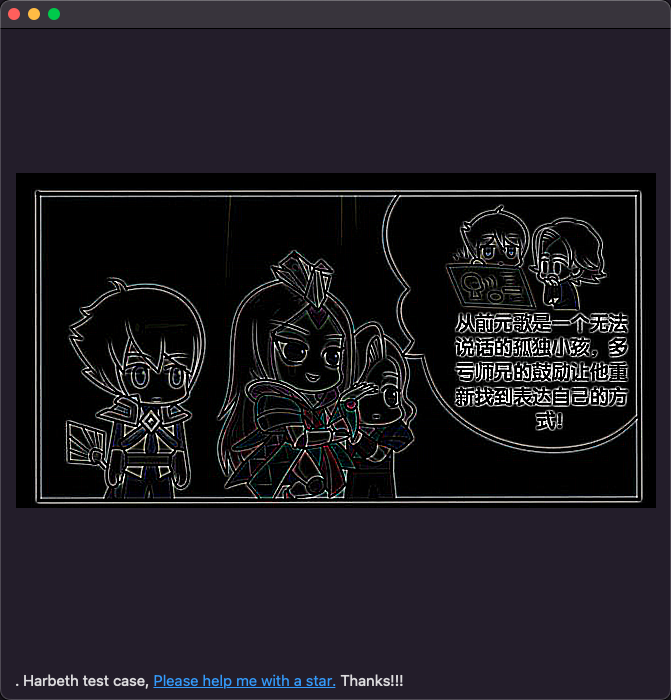 从前元歌是一个无法
说话的孤独小孩，多
亏师兄的鼓励让他重
新找到表达自己的方
式!
. Harbeth test case, Please help me with a star. Thanks!!!